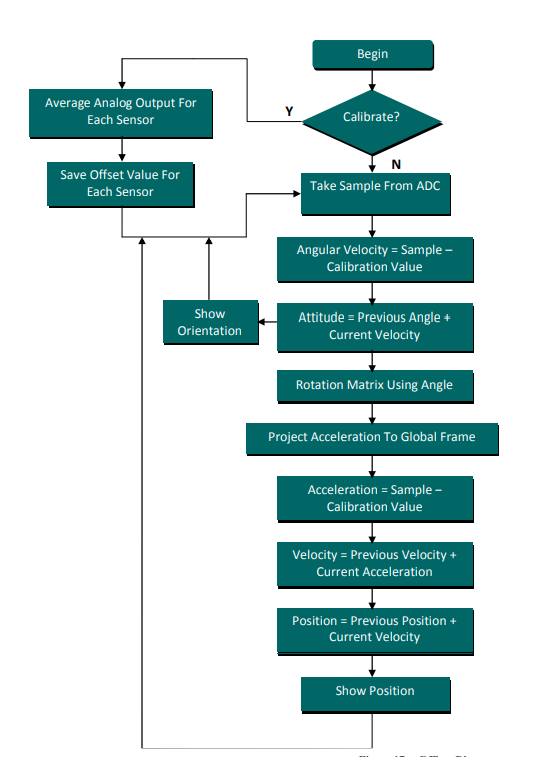 Begin
Calibrate?
Y
N
Average Analog Output For
Each Sensor
Save Offset Value For
Each Sensor
Take Sample From ADC
Angular Velocity = Sample –
Calibration Value
Attitude = Previous Angle +
Current Velocity
Show
Orientation
Rotation Matrix Using Angle
Project Acceleration To Global Frame
Acceleration = Sample –
Calibration Value
Velocity = Previous Velocity +
Current Acceleration
Position = Previous Position +
Current Velocity
Show Position